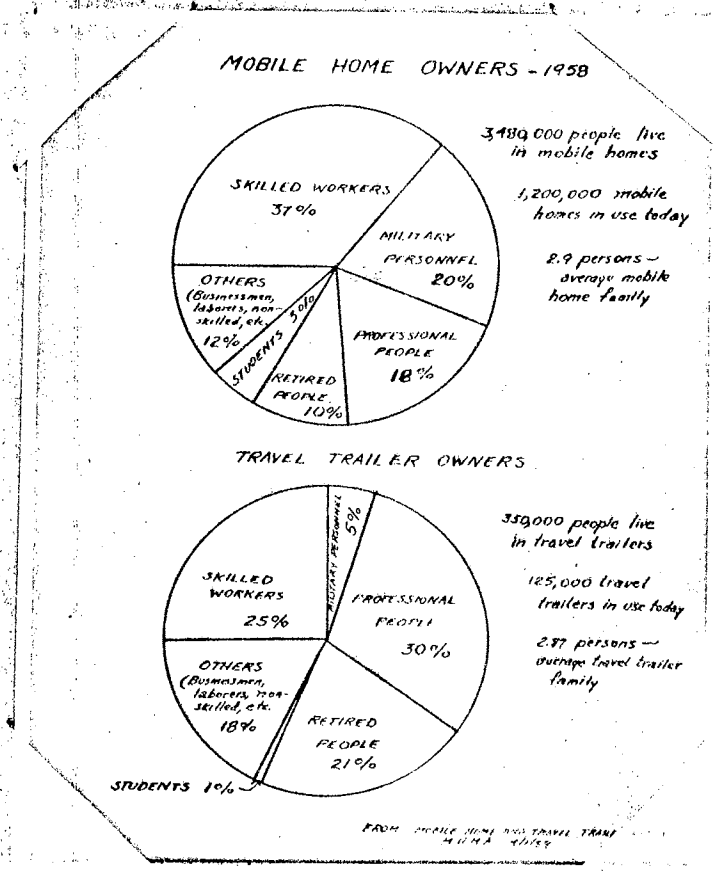 MOBILE HOME OWNERS - 1958
3,480,000 people live
in mobile homes
1,200,000 mobile
homes in use today
2.9 persons —
average mobile
home family
SKILLED WORKERS
37%
MILITARY
PERSONNEL
20%
PROFESSIONAL
PEOPLE
18%
RETIRED
PEOPLE
10%
STUDENTS
OTHERS
(Businessmen,
laborers, non-
skilled, etc.
12%
TRAVEL TRAILER OWNERS
350,000 people live
in travel trailers
125,000 travel
trailers in use today
2.87 persons —
average travel trailer
family
SKILLED
WORKERS
25%
MILITARY PERSONNEL
5%
PROFESSIONAL
PEOPLE
30%
RETIRED
PEOPLE
21%
STUDENTS 1%
OTHERS
(Businessmen,
laborers, non-
skilled, etc.
18%
FROM MOBILE HOME AND TRAVEL